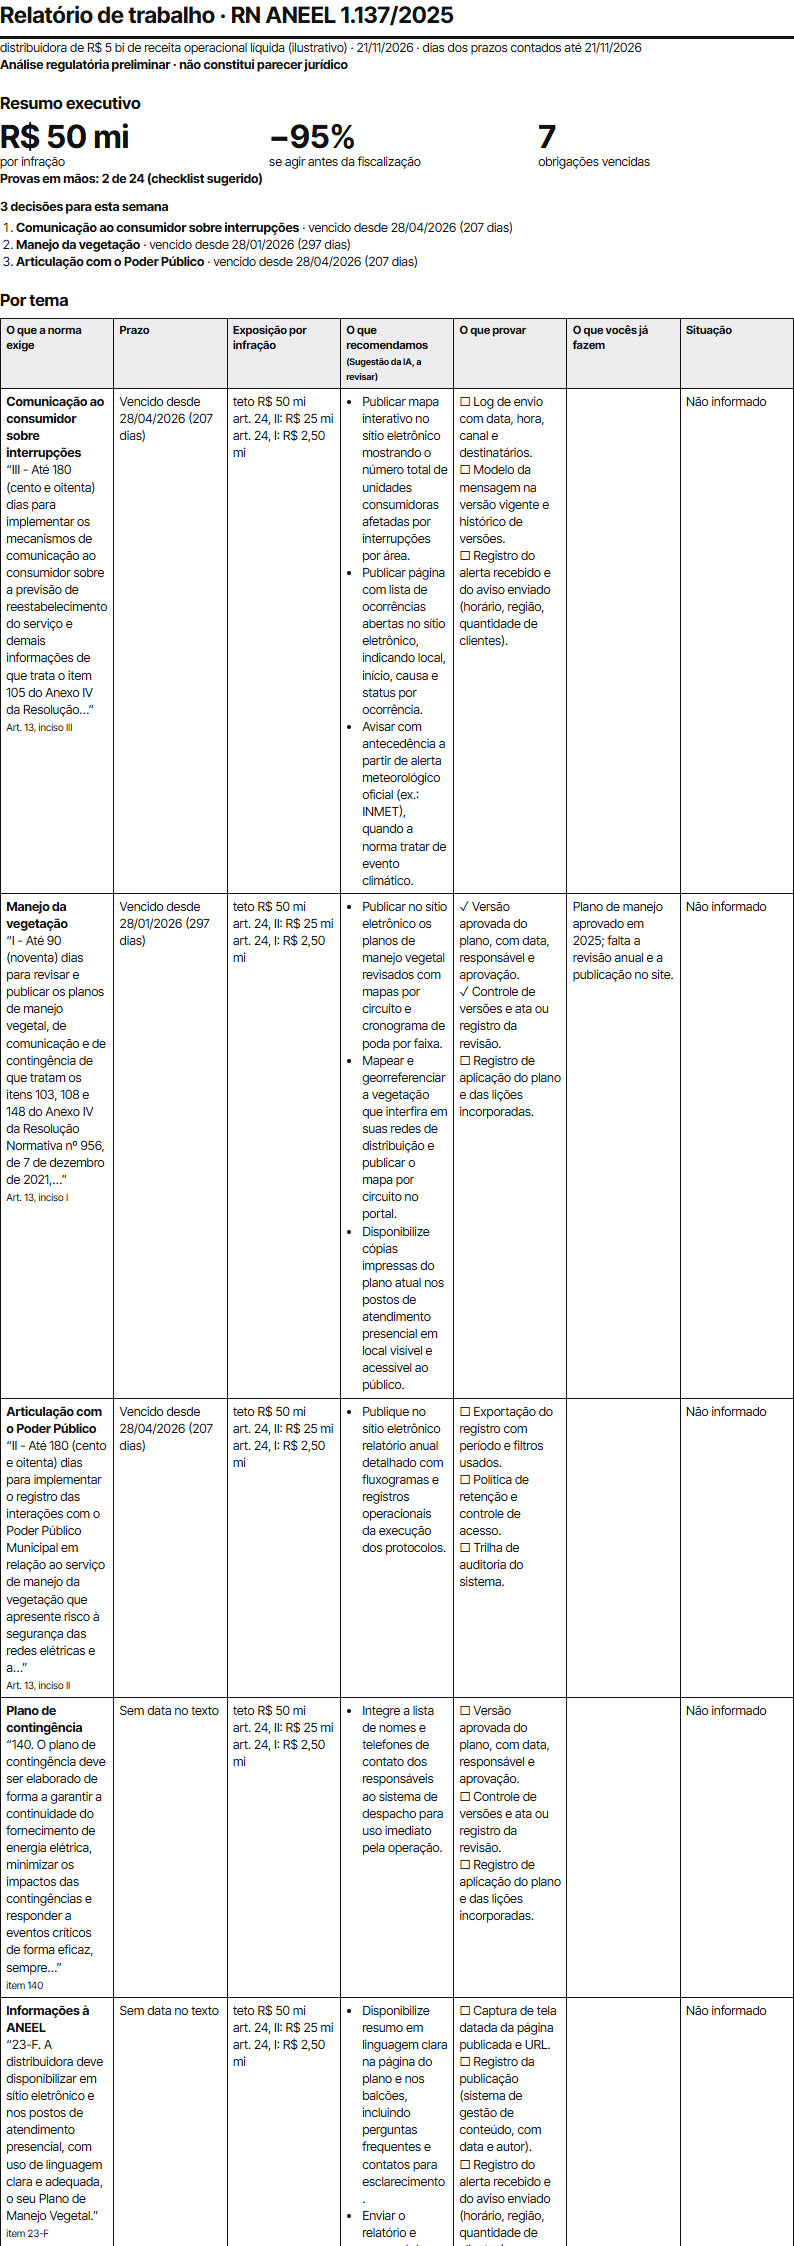 Relatório de trabalho · RN ANEEL 1.137/2025
distribuidora de R$ 5 bi de receita operacional líquida (ilustrativo) · 21/11/2026 · dias dos prazos contados até 21/11/2026
Análise regulatória preliminar · não constitui parecer jurídico
Resumo executivo
R$ 50 mi
por infração
−95%
se agir antes da fiscalização
7
obrigações vencidas
Provas em mãos: 2 de 24 (checklist sugerido)
3 decisões para esta semana
1. Comunicação ao consumidor sobre interrupções · vencido desde 28/04/2026 (207 dias)
2. Manejo da vegetação · vencido desde 28/01/2026 (297 dias)
3. Articulação com o Poder Público · vencido desde 28/04/2026 (207 dias)
Por tema
O que a norma
exige
Prazo
Exposição por
infração
O que
recomendamos
(Sugestão da IA, a
revisar)
O que provar
O que vocês já
fazem
Situação
Comunicação ao
consumidor
sobre
interrupções
“III - Até 180
(cento e oitenta)
dias para
implementar os
mecanismos de
comunicação ao
consumidor sobre
a previsão de
reestabelecimento
do serviço e
demais
informações de
que trata o item
105 do Anexo IV
da Resolução…”
Art. 13, inciso III
Vencido desde
28/04/2026 (207
dias)
teto R$ 50 mi
art. 24, II: R$ 25 mi
art. 24, I: R$ 2,50
mi
• Publicar mapa
interativo no
sítio eletrônico
mostrando o
número total de
unidades
consumidoras
afetadas por
interrupções
por área.
• Publicar página
com lista de
ocorrências
abertas no sítio
eletrônico,
indicando local,
início, causa e
status por
ocorrência.
• Avisar com
antecedência a
partir de alerta
meteorológico
oficial (ex.:
INMET),
quando a
norma tratar de
evento
climático.
☐ Log de envio
com data, hora,
canal e
destinatários.
☐ Modelo da
mensagem na
versão vigente e
histórico de
versões.
☐ Registro do
alerta recebido e
do aviso enviado
(horário, região,
quantidade de
clientes).
Não informado
Manejo da
vegetação
“I - Até 90
(noventa) dias
para revisar e
publicar os planos
de manejo
vegetal, de
comunicação e de
contingência de
que tratam os
itens 103, 108 e
148 do Anexo IV
da Resolução
Normativa nº 956,
de 7 de dezembro
de 2021,…”
Art. 13, inciso I
Vencido desde
28/01/2026 (297
dias)
teto R$ 50 mi
art. 24, II: R$ 25 mi
art. 24, I: R$ 2,50
mi
• Publicar no sítio
eletrônico os
planos de
manejo vegetal
revisados com
mapas por
circuito e
cronograma de
poda por faixa.
• Mapear e
georreferenciar
a vegetação
que interfira em
suas redes de
distribuição e
publicar o
mapa por
circuito no
portal.
• Disponibilize
cópias
impressas do
plano atual nos
postos de
atendimento
presencial em
local visível e
acessível ao
público.
✓ Versão
aprovada do
plano, com data,
responsável e
aprovação.
✓ Controle de
versões e ata ou
registro da
revisão.
☐ Registro de
aplicação do plano
e das lições
incorporadas.
Plano de manejo
aprovado em
2025; falta a
revisão anual e a
publicação no site.
Não informado
Articulação com
o Poder Público
“II - Até 180 (cento
e oitenta) dias
para implementar
o registro das
interações com o
Poder Público
Municipal em
relação ao serviço
de manejo da
vegetação que
apresente risco à
segurança das
redes elétricas e
a…”
Art. 13, inciso II
Vencido desde
28/04/2026 (207
dias)
teto R$ 50 mi
art. 24, II: R$ 25 mi
art. 24, I: R$ 2,50
mi
• Publique no
sítio eletrônico
relatório anual
detalhado com
fluxogramas e
registros
operacionais
da execução
dos protocolos.
☐ Exportação do
registro com
período e filtros
usados.
☐ Política de
retenção e
controle de
acesso.
☐ Trilha de
auditoria do
sistema.
Não informado
Plano de
contingência
“140. O plano de
contingência deve
ser elaborado de
forma a garantir a
continuidade do
fornecimento de
energia elétrica,
minimizar os
impactos das
contingências e
responder a
eventos críticos
de forma eficaz,
sempre…”
item 140
Sem data no texto
teto R$ 50 mi
art. 24, II: R$ 25 mi
art. 24, I: R$ 2,50
mi
• Integre a lista
de nomes e
telefones de
contato dos
responsáveis
ao sistema de
despacho para
uso imediato
pela operação.
☐ Versão
aprovada do
plano, com data,
responsável e
aprovação.
☐ Controle de
versões e ata ou
registro da
revisão.
☐ Registro de
aplicação do plano
e das lições
incorporadas.
Não informado
Informações à
ANEEL
“23-F. A
distribuidora deve
disponibilizar em
sítio eletrônico e
nos postos de
atendimento
presencial, com
uso de linguagem
clara e adequada,
o seu Plano de
Manejo Vegetal.”
item 23-F
Sem data no texto
teto R$ 50 mi
art. 24, II: R$ 25 mi
art. 24, I: R$ 2,50
mi
• Disponibilize
resumo em
linguagem clara
na página do
plano e nos
balcões,
incluindo
perguntas
frequentes e
contatos para
esclarecimento
.
• Enviar o
relatório e
☐ Captura de tela
datada da página
publicada e URL.
☐ Registro da
publicação
(sistema de
gestão de
conteúdo, com
data e autor).
☐ Registro do
alerta recebido e
do aviso enviado
(horário, região,
quantidade de
Não informado